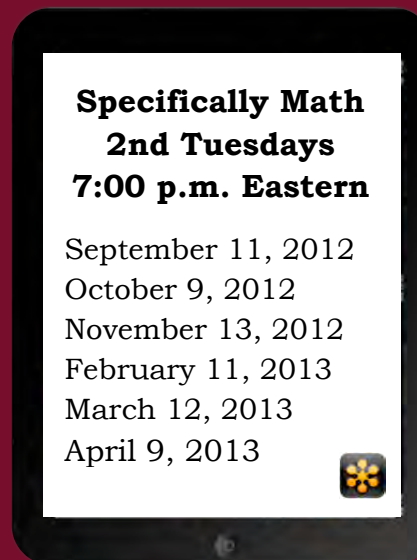 Specifically Math
2nd Tuesdays
7:00 p.m. Eastern
September 11, 2012
October 9, 2012
November 13, 2012
February 11, 2013
March 12, 2013
April 9, 2013